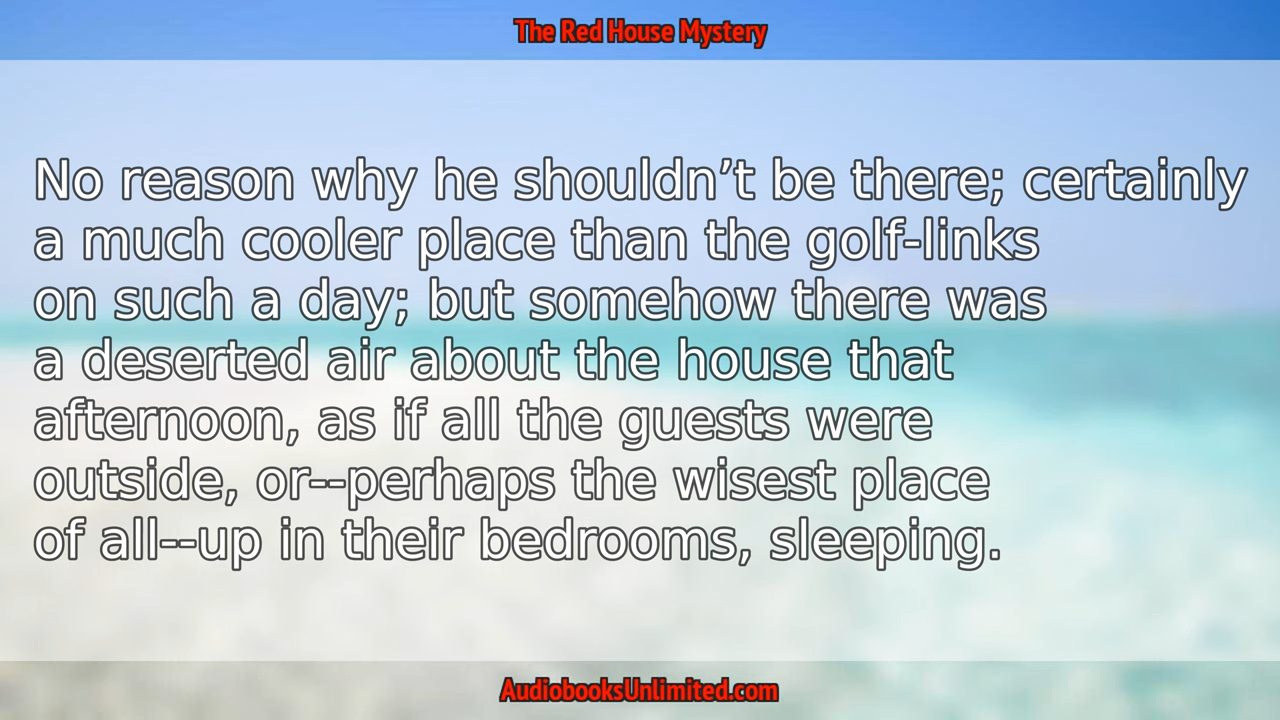 The Red House Mystery
No reason why he shouldn’t be there; certainly
a much cooler place than the golf-links
on such a day; but somehow there was
a deserted air about the house that
afternoon, as if all the guests were
outside, or--perhaps the wisest place
of all--up in their bedrooms, sleeping.
AudiobooksUnlimited.com